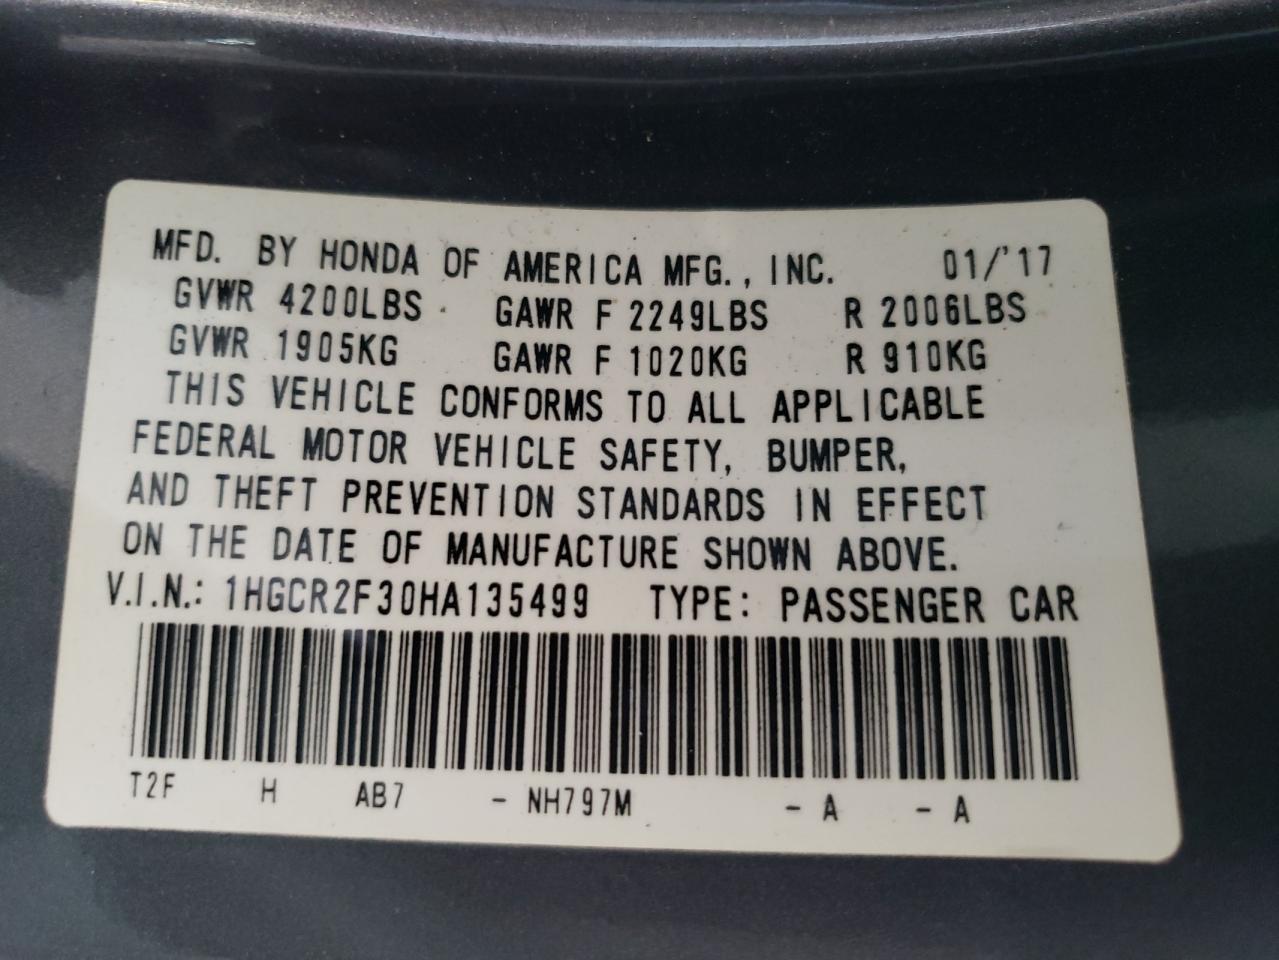 MFD. BY HONDA OF AMERICA MFG., INC. 01/'17
GVWR 4200LBS GAWR F 2249LBS R 2006LBS
GVWR 1905KG GAWR F 1020KG R 910KG
THIS VEHICLE CONFORMS TO ALL APPLICABLE
FEDERAL MOTOR VEHICLE SAFETY, BUMPER,
AND THEFT PREVENTION STANDARDS IN EFFECT
ON THE DATE OF MANUFACTURE SHOWN ABOVE.
V.I.N.: 1HGCR2F30HA135499 TYPE: PASSENGER CAR
T2F H AB7 - NH797M - A - A